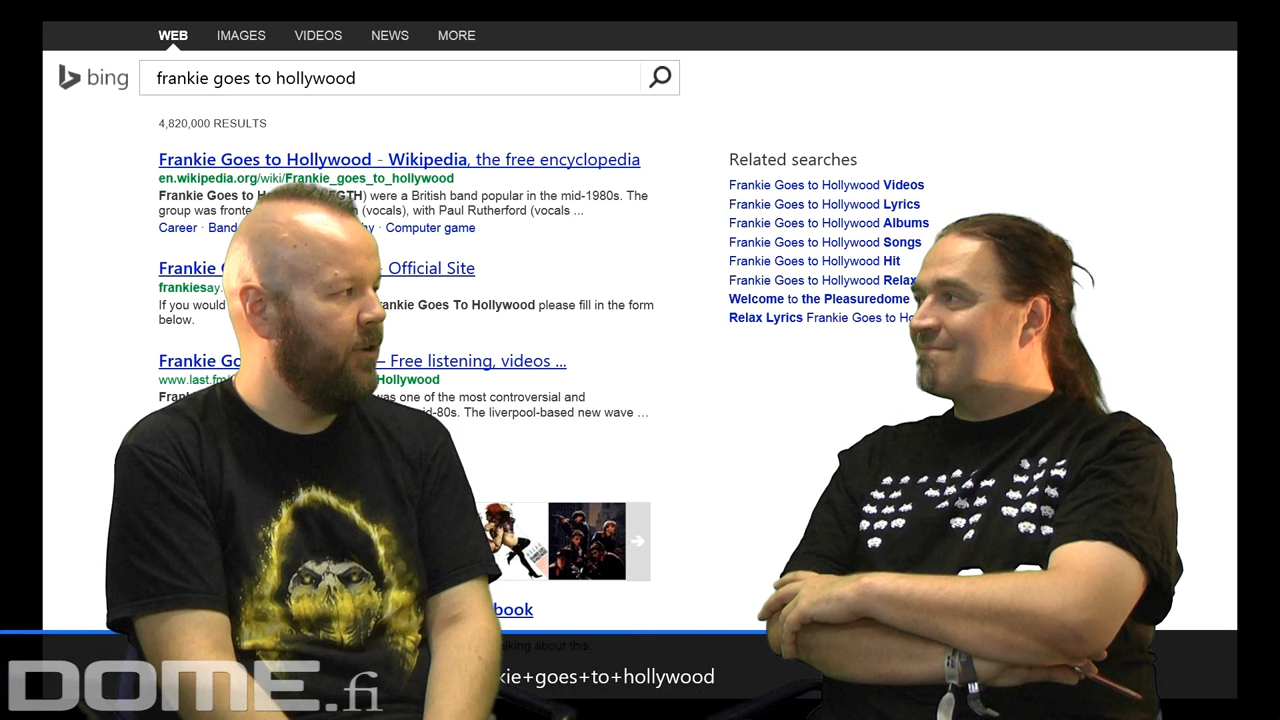 WEB IMAGES VIDEOS NEWS MORE
bing frankie goes to hollywood
4,820,000 RESULTS
Frankie Goes to Hollywood - Wikipedia, the free encyclopedia
en.wikipedia.org/wiki/Frankie_goes_to_hollywood
Frankie Goes to (FGTH) were a British band popular in the mid-1980s. The
group was (vocals), with Paul Rutherford (vocals ...
Career · Band · Computer game
Frankie - Official Site
frankiesay.
If you would Frankie Goes To Hollywood please fill in the form
below.
Frankie – Free listening, videos ...
www.last.fm/ Hollywood
was one of the most controversial and
The liverpool-based new wave ...
Related searches
Frankie Goes to Hollywood Videos
Frankie Goes to Hollywood Lyrics
Frankie Goes to Hollywood Albums
Frankie Goes to Hollywood Songs
Frankie Goes to Hollywood Hit
Frankie Goes to Hollywood Relax
Welcome to the Pleasuredome
Relax Lyrics Frankie Goes to
book
talking about this.
kie+goes+to+hollywood
DOME.fi